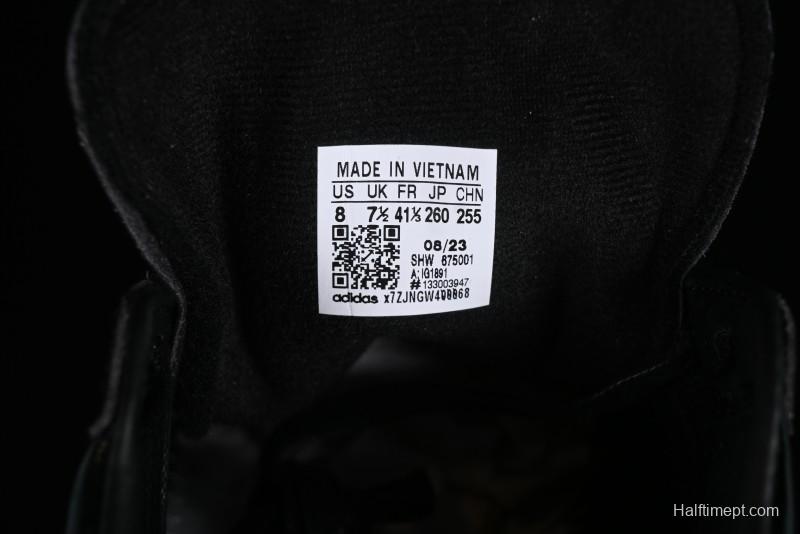 MADE IN VIETNAM
US UK FR JP CHN
8 7½ 41⅓ 260 255
08/23
SHW 675001
A: IG1891
#133003947
adidas
Halftimept.com